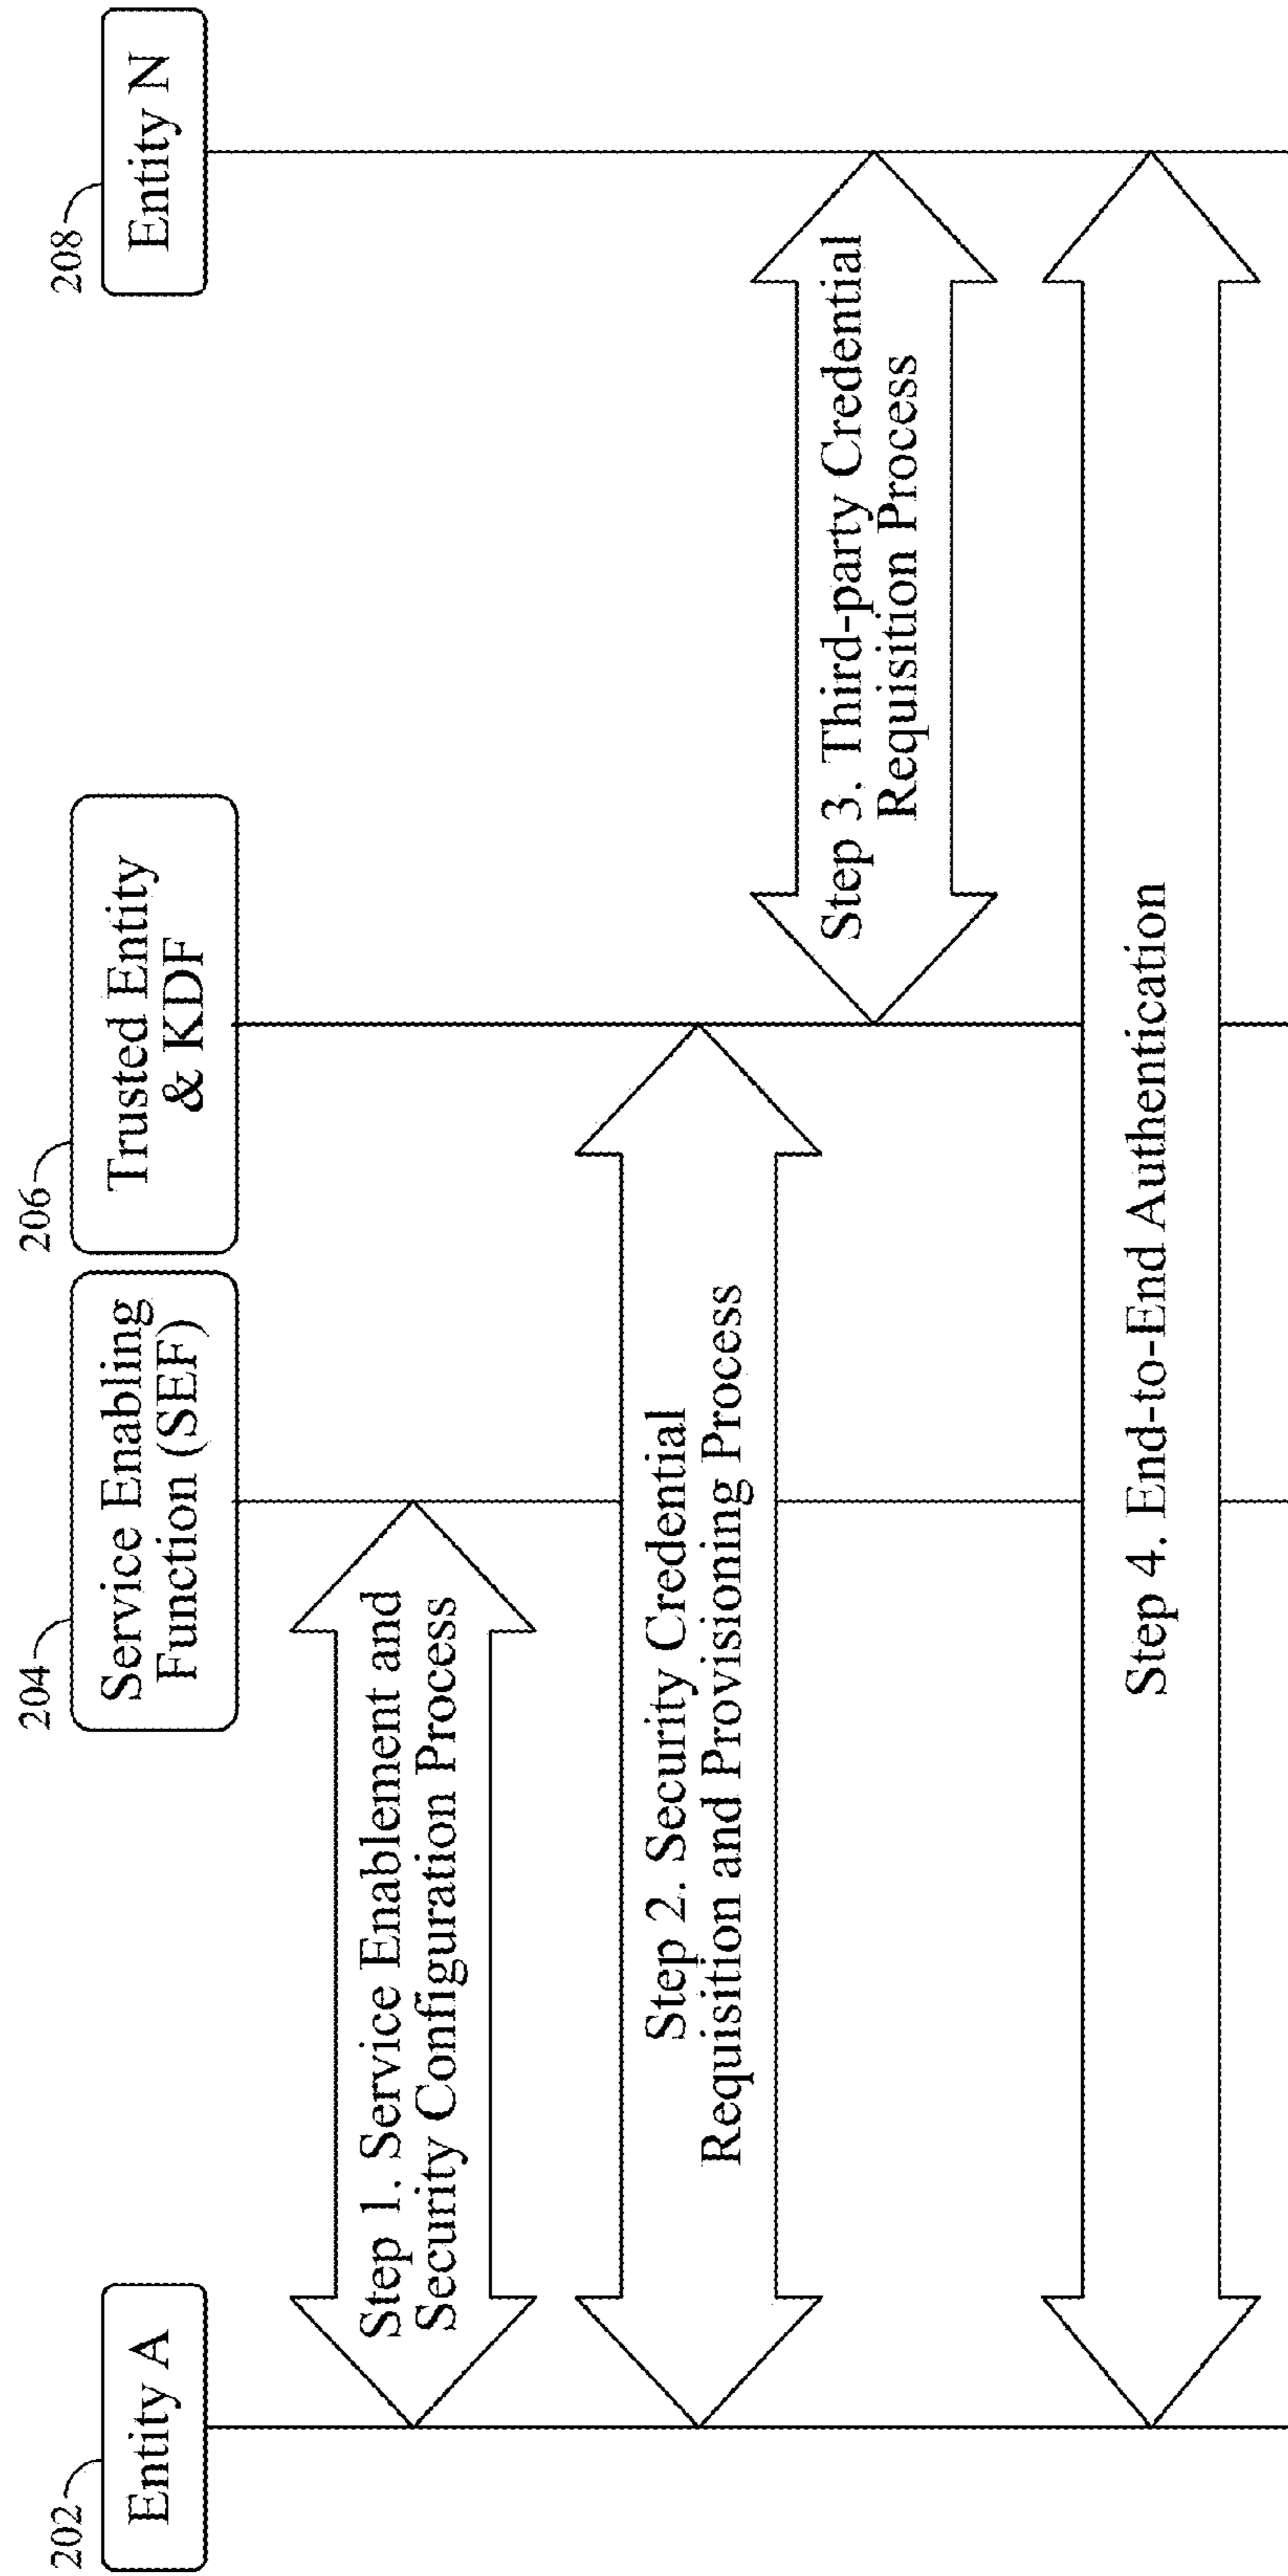 202
Entity A
204
Service Enabling
Function (SEF)
206
Trusted Entity
& KDF
208
Entity N
Step 1. Service Enablement and
Security Configuration Process
Step 2. Security Credential
Requisition and Provisioning Process
Step 3. Third-party Credential
Requisition Process
Step 4. End-to-End Authentication